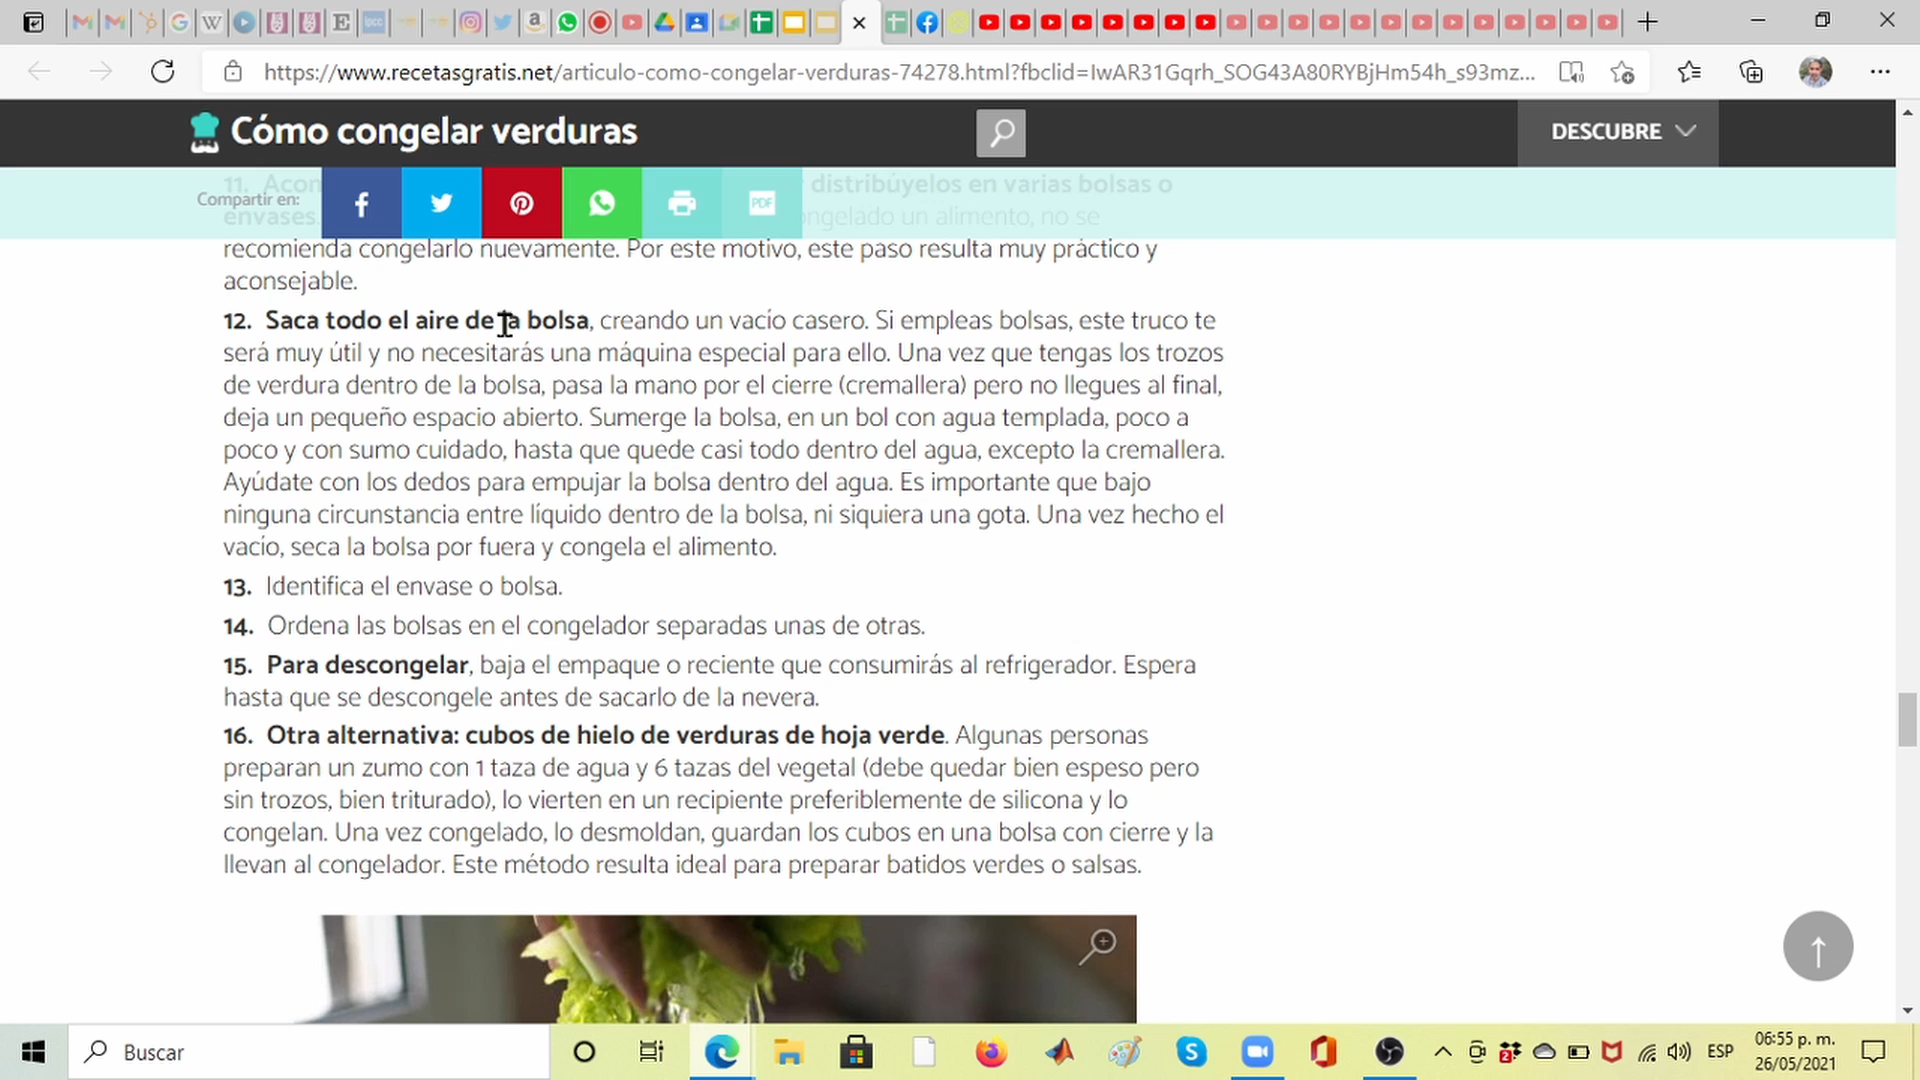 https://www.recetasgratis.net/articulo-como-congelar-verduras-74278.html?fbclid=IwAR31Gqrh_SOG43A80RYBjHm54h_s93mz...
Cómo congelar verduras
DESCUBRE
Compartir en:
PDF
11. Acon distribúyelos en varias bolsas o
envases. ongelado un alimento, no se
recomienda congelarlo nuevamente. Por este motivo, este paso resulta muy práctico y
aconsejable.
12. Saca todo el aire de la bolsa, creando un vacío casero. Si empleas bolsas, este truco te
será muy útil y no necesitarás una máquina especial para ello. Una vez que tengas los trozos
de verdura dentro de la bolsa, pasa la mano por el cierre (cremallera) pero no llegues al final,
deja un pequeño espacio abierto. Sumerge la bolsa, en un bol con agua templada, poco a
poco y con sumo cuidado, hasta que quede casi todo dentro del agua, excepto la cremallera.
Ayúdate con los dedos para empujar la bolsa dentro del agua. Es importante que bajo
ninguna circunstancia entre líquido dentro de la bolsa, ni siquiera una gota. Una vez hecho el
vacío, seca la bolsa por fuera y congela el alimento.
13. Identifica el envase o bolsa.
14. Ordena las bolsas en el congelador separadas unas de otras.
15. Para descongelar, baja el empaque o reciente que consumirás al refrigerador. Espera
hasta que se descongele antes de sacarlo de la nevera.
16. Otra alternativa: cubos de hielo de verduras de hoja verde. Algunas personas
preparan un zumo con 1 taza de agua y 6 tazas del vegetal (debe quedar bien espeso pero
sin trozos, bien triturado), lo vierten en un recipiente preferiblemente de silicona y lo
congelan. Una vez congelado, lo desmoldan, guardan los cubos en una bolsa con cierre y la
llevan al congelador. Este método resulta ideal para preparar batidos verdes o salsas.
Buscar
ESP
06:55 p. m.
26/05/2021